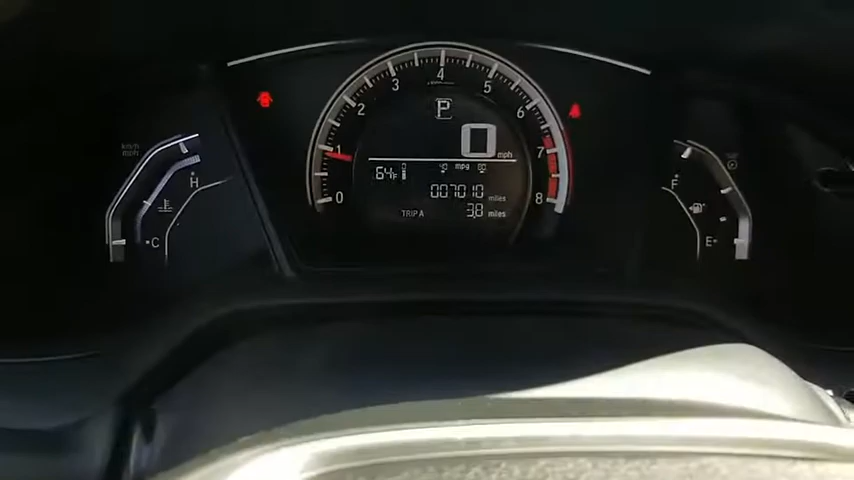 0 1 2 3 4 5 6 7 8
P
0 mph
64°F
0 mpg
007010 miles
TRIP A 3.8 miles
km/h
mph
H
C
F
E